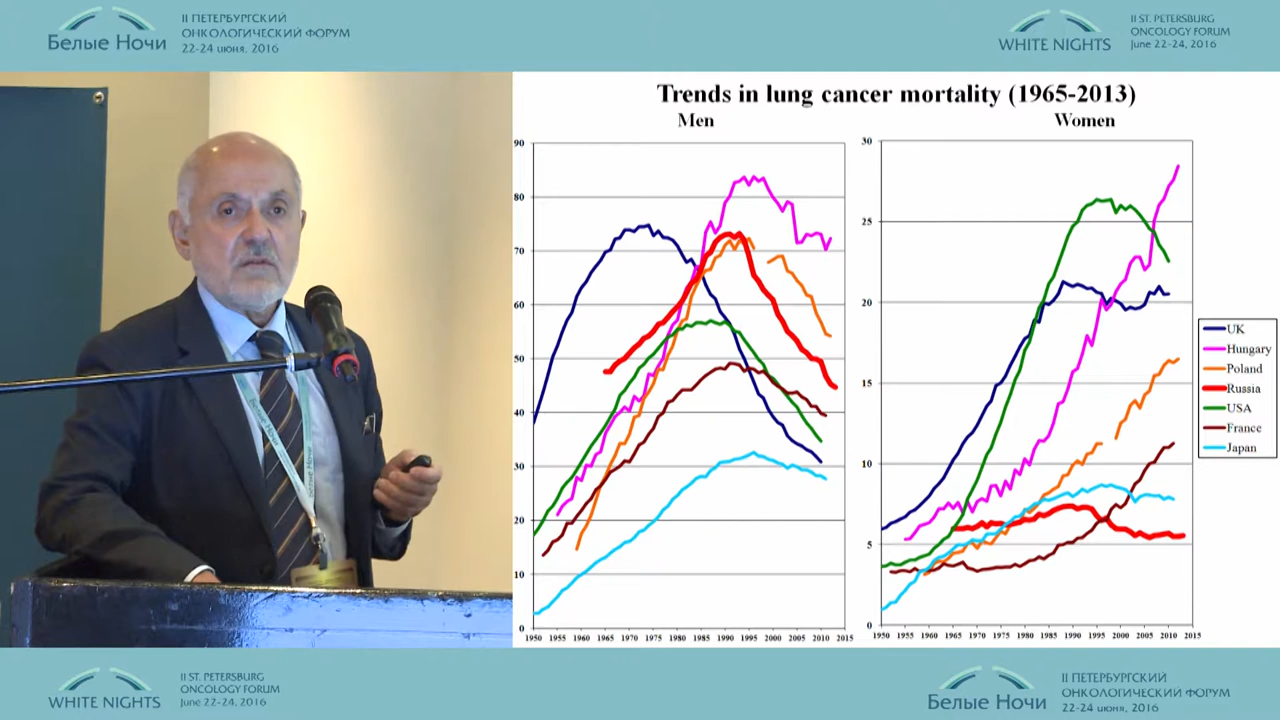 Белые Ночи
II ПЕТЕРБУРГСКИЙ
ОНКОЛОГИЧЕСКИЙ ФОРУМ
22-24 июня, 2016
WHITE NIGHTS
II ST. PETERSBURG
ONCOLOGY FORUM
June 22-24, 2016
Trends in lung cancer mortality (1965-2013)
Men
90
80
70
60
50
40
30
20
10
0
1950 1955 1960 1965 1970 1975 1980 1985 1990 1995 2000 2005 2010 2015
Women
30
25
20
15
10
5
0
1950 1955 1960 1965 1970 1975 1980 1985 1990 1995 2000 2005 2010 2015
UK
Hungary
Poland
Russia
USA
France
Japan
Белые Ночи
Белые Ночи
WHITE NIGHTS
II ST. PETERSBURG
ONCOLOGY FORUM
June 22-24, 2016
Белые Ночи
II ПЕТЕРБУРГСКИЙ
ОНКОЛОГИЧЕСКИЙ ФОРУМ
22-24 июня, 2016